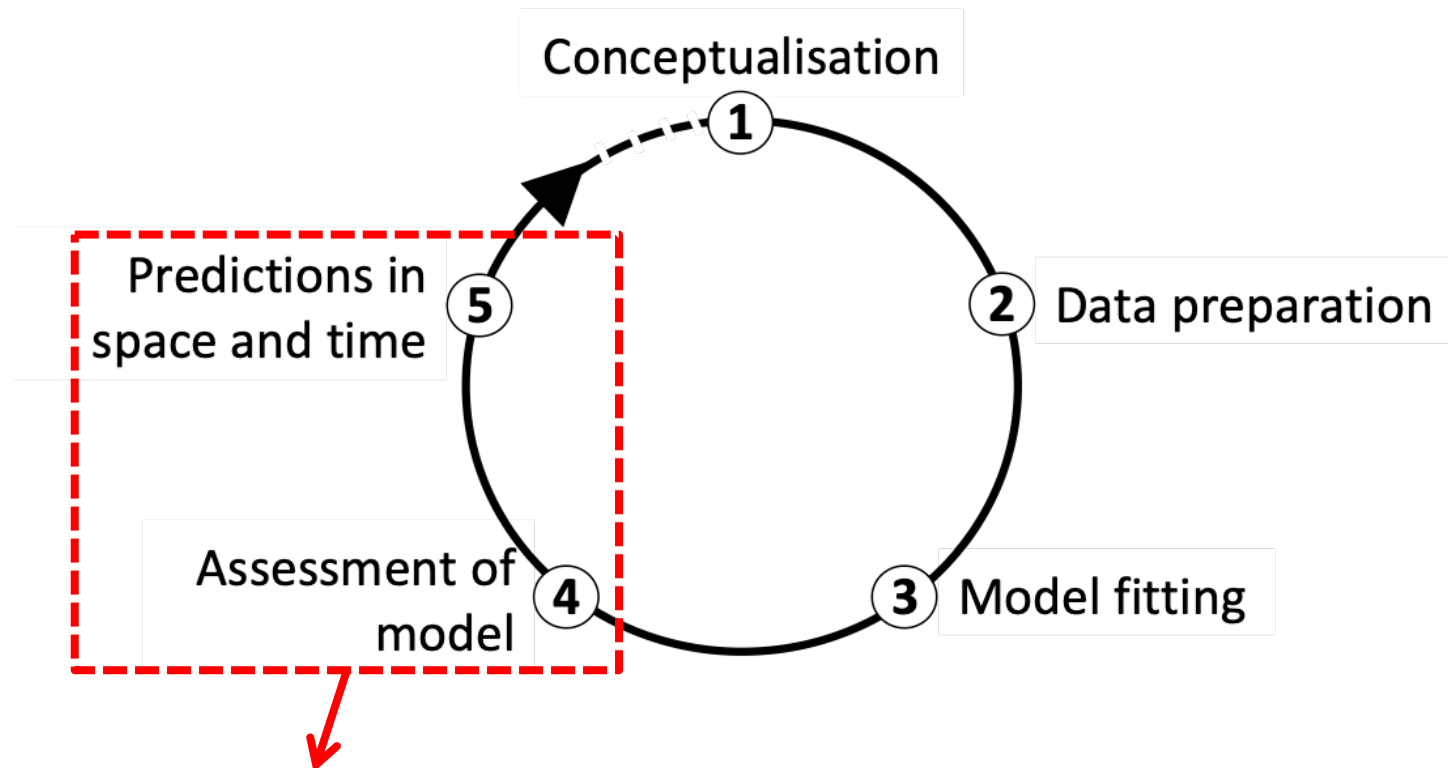 Conceptualisation
1
2
Data preparation
3
Model fitting
4
Assessment of
model
5
Predictions in
space and time